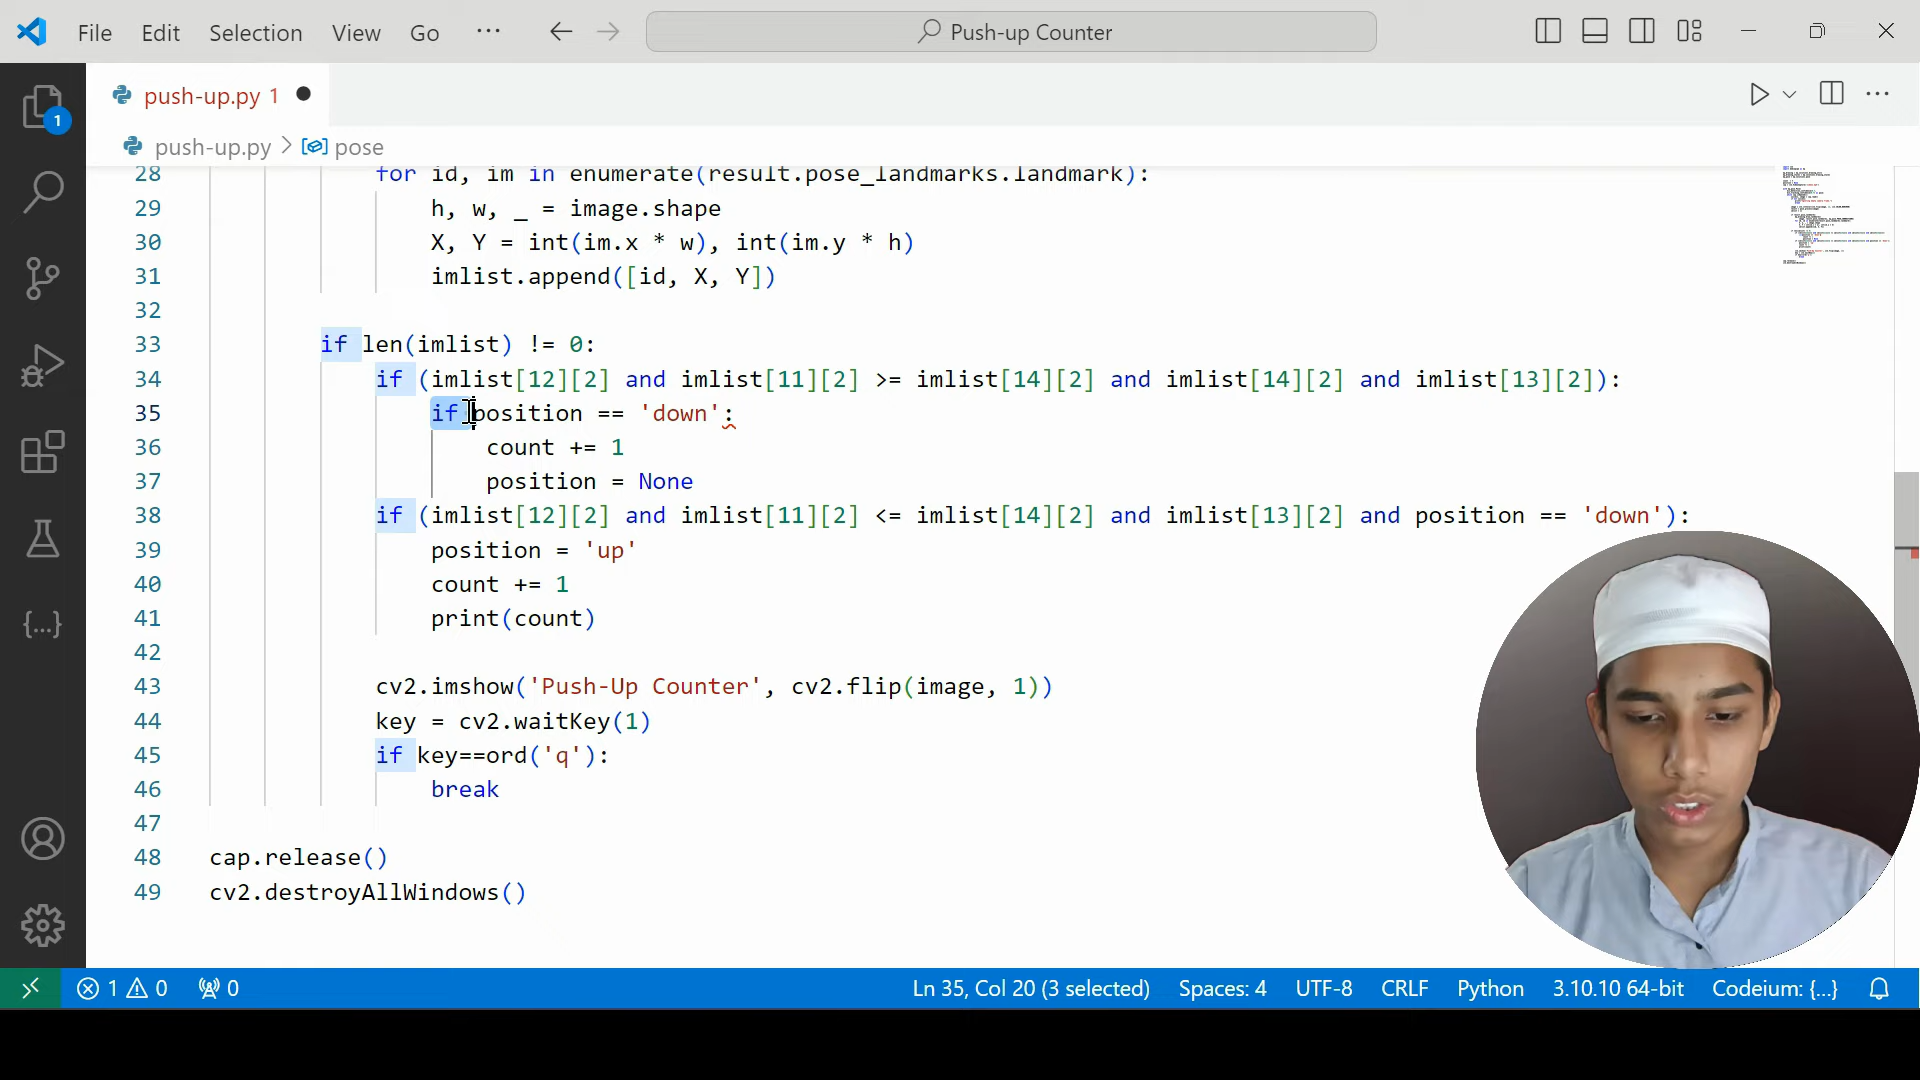 File Edit Selection View Go ··· Push-up Counter
push-up.py 1
1
push-up.py > pose
28 for id, im in enumerate(result.pose_landmarks.landmark):
29 h, w, _ = image.shape
30 X, Y = int(im.x * w), int(im.y * h)
31 imlist.append([id, X, Y])
32
33 if len(imlist) != 0:
34 if (imlist[12][2] and imlist[11][2] >= imlist[14][2] and imlist[14][2] and imlist[13][2]):
35 if position == 'down':
36 count += 1
37 position = None
38 if (imlist[12][2] and imlist[11][2] <= imlist[14][2] and imlist[13][2] and position == 'down'):
39 position = 'up'
40 count += 1
41 print(count)
42
43 cv2.imshow('Push-Up Counter', cv2.flip(image, 1))
44 key = cv2.waitKey(1)
45 if key==ord('q'):
46 break
47
48 cap.release()
49 cv2.destroyAllWindows()
1 0 0 Ln 35, Col 20 (3 selected) Spaces: 4 UTF-8 CRLF Python 3.10.10 64-bit Codeium: {...}